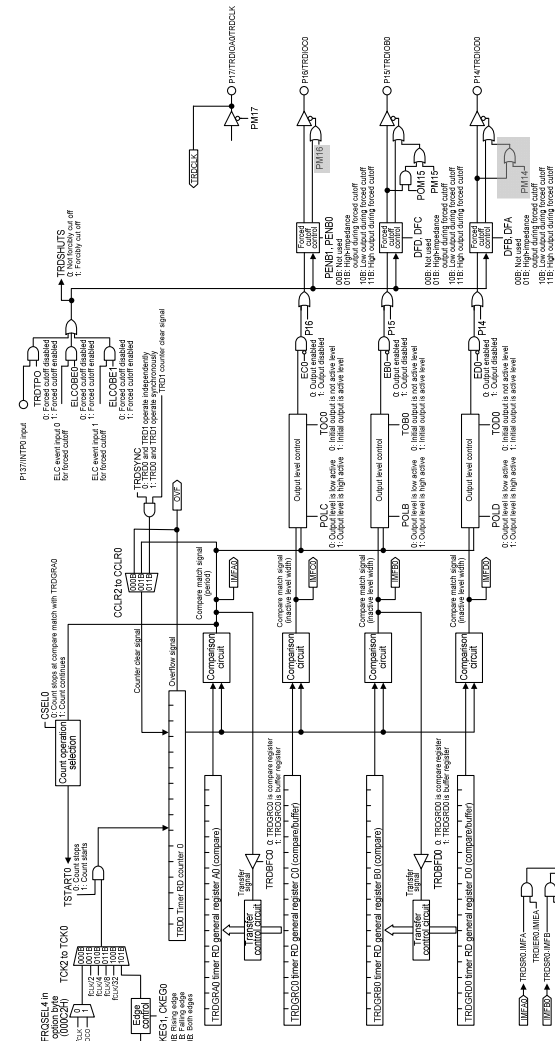 P17/TRDIOA0/TRDCLK
TRDCLK
PM17
P16/TRDIOC0
PM16
Forced
cutoff
control
PENB1, PENB0
00B: Not used
01B: High-impedance
output during forced cutoff
10B: Low output during forced cutoff
11B: High output during forced cutoff
P15/TRDIOB0
POM15
PM15
Forced
cutoff
control
DFD, DFC
00B: Not used
01B: High-impedance
output during forced cutoff
10B: Low output during forced cutoff
11B: High output during forced cutoff
P14/TRDIOD0
PM14
Forced
cutoff
control
DFB, DFA
00B: Not used
01B: High-impedance
output during forced cutoff
10B: Low output during forced cutoff
11B: High output during forced cutoff
TRDSHUTS
0: Not forcibly cut off
1: Forcibly cut off
P137/INTP0 input
TRDTPO
0: Forced cutoff disabled
1: Forced cutoff enabled
ELC event input 0
for forced cutoff
ELCOBE0
0: Forced cutoff disabled
1: Forced cutoff enabled
ELC event input 1
for forced cutoff
ELCOBE1
0: Forced cutoff disabled
1: Forced cutoff enabled
TRDSYNC
0: TRD0 and TRD1 operate independently
1: TRD0 and TRD1 operate synchronously
TRD1 counter clear signal
P16
EC0
0: Output enabled
1: Output disabled
Output level control
POLC
0: Output level is low active
1: Output level is high active
TOC0
0: Initial output is not active level
1: Initial output is active level
P15
EB0
0: Output enabled
1: Output disabled
Output level control
POLB
0: Output level is low active
1: Output level is high active
TOB0
0: Initial output is not active level
1: Initial output is active level
P14
ED0
0: Output enabled
1: Output disabled
Output level control
POLD
0: Output level is low active
1: Output level is high active
TOD0
0: Initial output is not active level
1: Initial output is active level
OVF
CCLR2 to CCLR0
000B
001B
011B
Compare match signal
(period)
IMFA0
Compare match signal
(inactive level width)
IMFC0
Compare match signal
(inactive level width)
IMFB0
Compare match signal
(inactive level width)
IMFD0
Comparison
circuit
Comparison
circuit
Comparison
circuit
Comparison
circuit
CSEL0
0: Count stops at compare match with TRDGRA0
1: Count continues
Count operation
selection
Counter clear signal
Overflow signal
TSTART0
0: Count stops
1: Count starts
TRD0 Timer RD counter 0
TRDGRA0 timer RD general register A0 (compare)
TRDGRC0 timer RD general register C0 (compare/buffer)
TRDGRB0 timer RD general register B0 (compare)
TRDGRD0 timer RD general register D0 (compare/buffer)
TRDBFC0
0: TRDGRC0 is compare register
1: TRDGRC0 is buffer register
Transfer
signal
Transfer
control circuit
TRDBFD0
0: TRDGRD0 is compare register
1: TRDGRD0 is buffer register
Transfer
signal
Transfer
control circuit
TCK2 to TCK0
000B
001B
010B
011B
100B
101B
fCLK/2
fCLK/4
fCLK/8
fCLK/32
FRQSEL4 in
option byte
(000C2H)
0
1
Edge
control
KEG1, CKEG0
0B: Rising edge
1B: Falling edge
0B: Both edges
IMFA0
TRDSR0.IMFA
TRDIER0.IMIEA
IMFB0
TRDSR0.IMFB